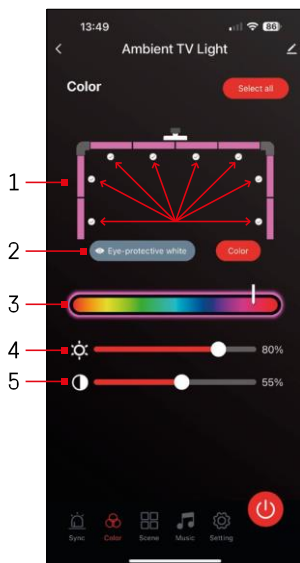 13:49
86
Ambient TV Light
Color
Select all
1
2
Eye-protective white
Color
3
4
80%
5
55%
Sync
Color
Scene
Music
Setting